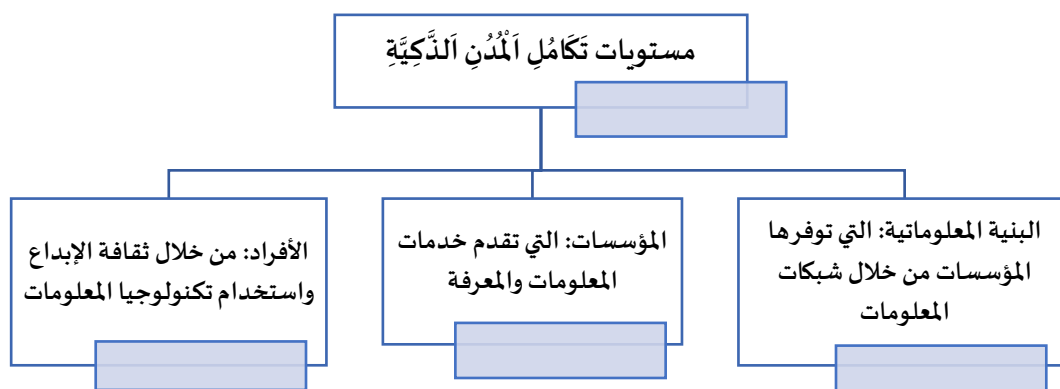 مستويات تَكَامُلِ اَلْمُدُنِ اَلذَّكِيَّةِ
البنية المعلوماتية: التي توفرها
المؤسسات من خلال شبكات
المعلومات
المؤسسات: التي تقدم خدمات
المعلومات والمعرفة
الأفراد: من خلال ثقافة الإبداع
واستخدام تكنولوجيا المعلومات